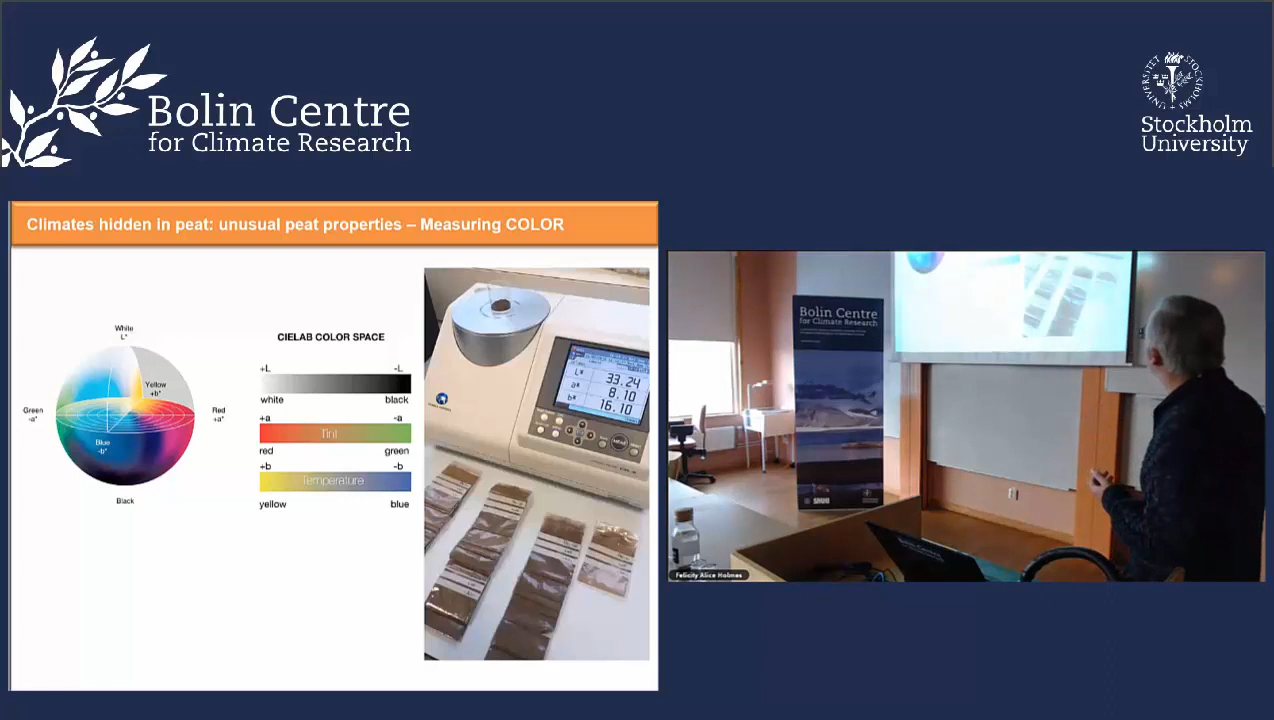 Bolin Centre
for Climate Research
UNIVERSITET STOCKHOLMS
Stockholm
University
Climates hidden in peat: unusual peat properties – Measuring COLOR
White
L*
Yellow
+b*
Green
-a*
Red
+a*
Blue
-b*
Black
CIELAB COLOR SPACE
+L -L
white black
+a -a
Tint
red green
+b -b
Temperature
yellow blue
L* 33.24
a* 8.10
b* 16.10
Bolin Centre
for Climate Research
Felicity Alice Holmes